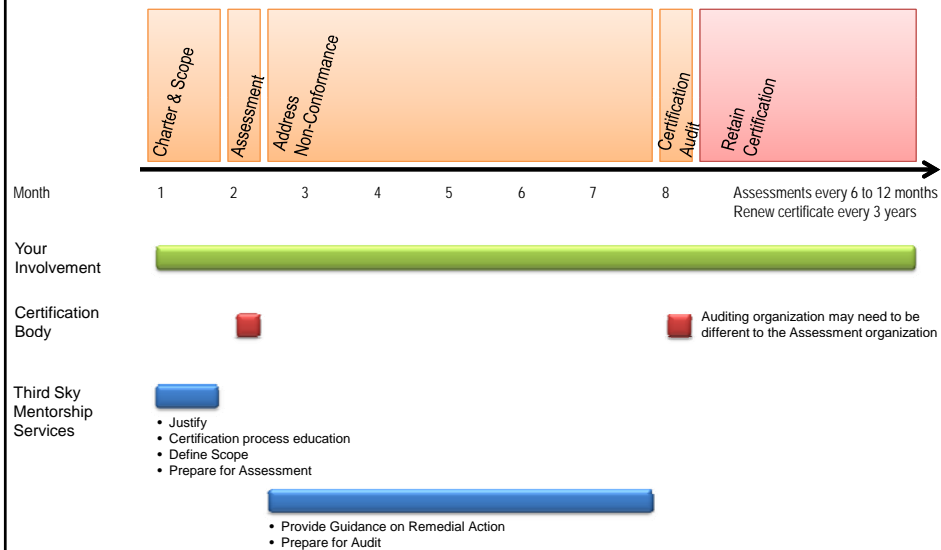 Charter & Scope
Assessment
Address
Non-Conformance
Certification
Audit
Retain
Certification
Month 1 2 3 4 5 6 7 8 Assessments every 6 to 12 months
Renew certificate every 3 years
Your
Involvement
Certification
Body
Auditing organization may need to be
different to the Assessment organization
Third Sky
Mentorship
Services
• Justify
• Certification process education
• Define Scope
• Prepare for Assessment
• Provide Guidance on Remedial Action
• Prepare for Audit